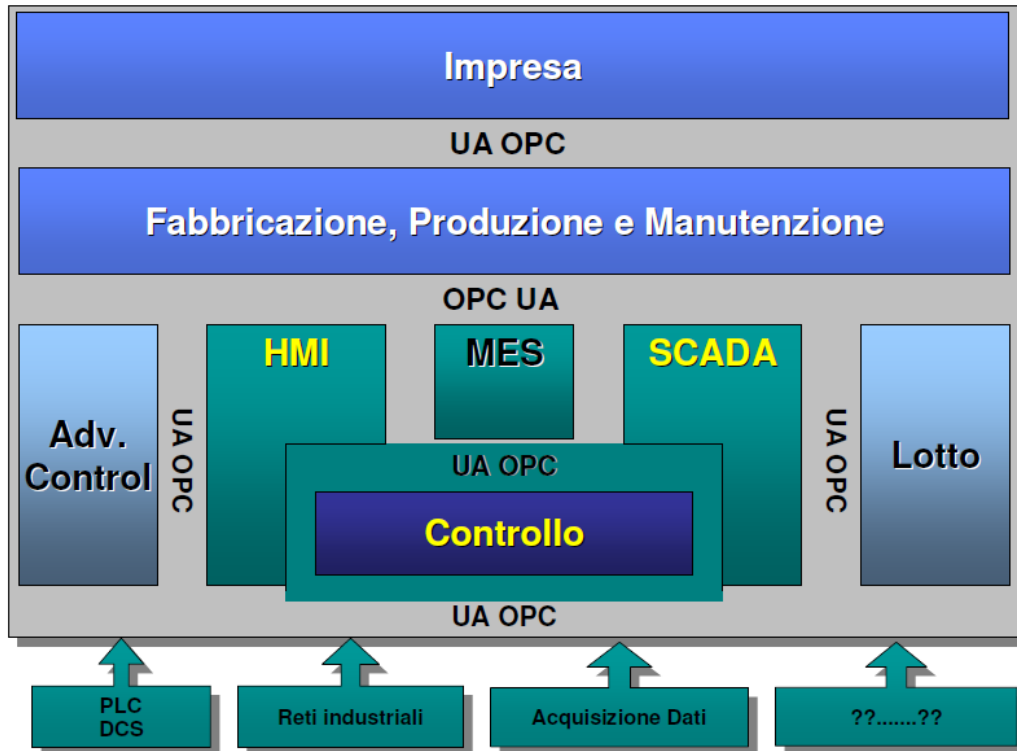 Impresa
UA OPC
Fabbricazione, Produzione e Manutenzione
OPC UA
HMI
MES
SCADA
Adv.
Control
UA OPC
UA OPC
Lotto
UA OPC
Controllo
UA OPC
PLC
DCS
Reti industriali
Acquisizione Dati
??.......??